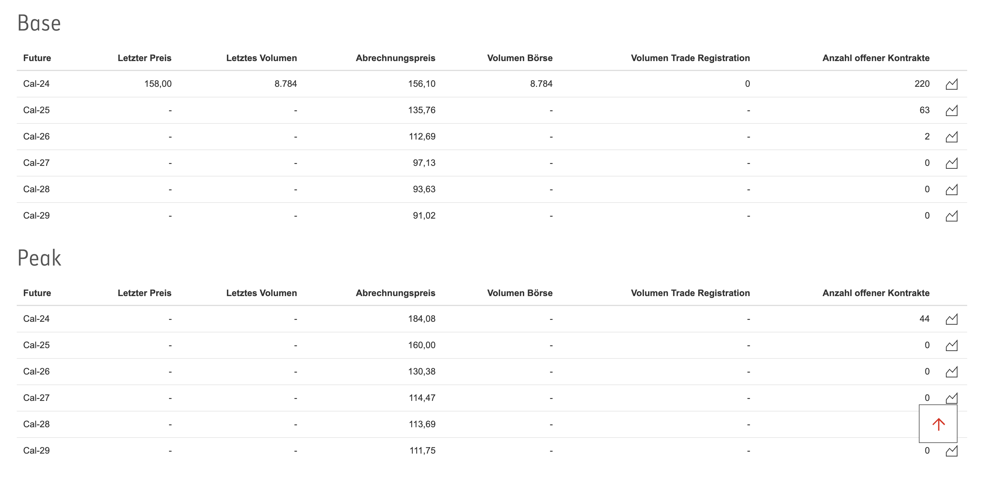 Base
Future Letzter Preis Letztes Volumen Abrechnungspreis Volumen Börse Volumen Trade Registration Anzahl offener Kontrakte
Cal-24 158,00 8.784 156,10 8.784 0 220
Cal-25 - - 135,76 - - 63
Cal-26 - - 112,69 - - 2
Cal-27 - - 97,13 - - 0
Cal-28 - - 93,63 - - 0
Cal-29 - - 91,02 - - 0
Peak
Future Letzter Preis Letztes Volumen Abrechnungspreis Volumen Börse Volumen Trade Registration Anzahl offener Kontrakte
Cal-24 - - 184,08 - - 44
Cal-25 - - 160,00 - - 0
Cal-26 - - 130,38 - - 0
Cal-27 - - 114,47 - - 0
Cal-28 - - 113,69 - -
Cal-29 - - 111,75 - - 0